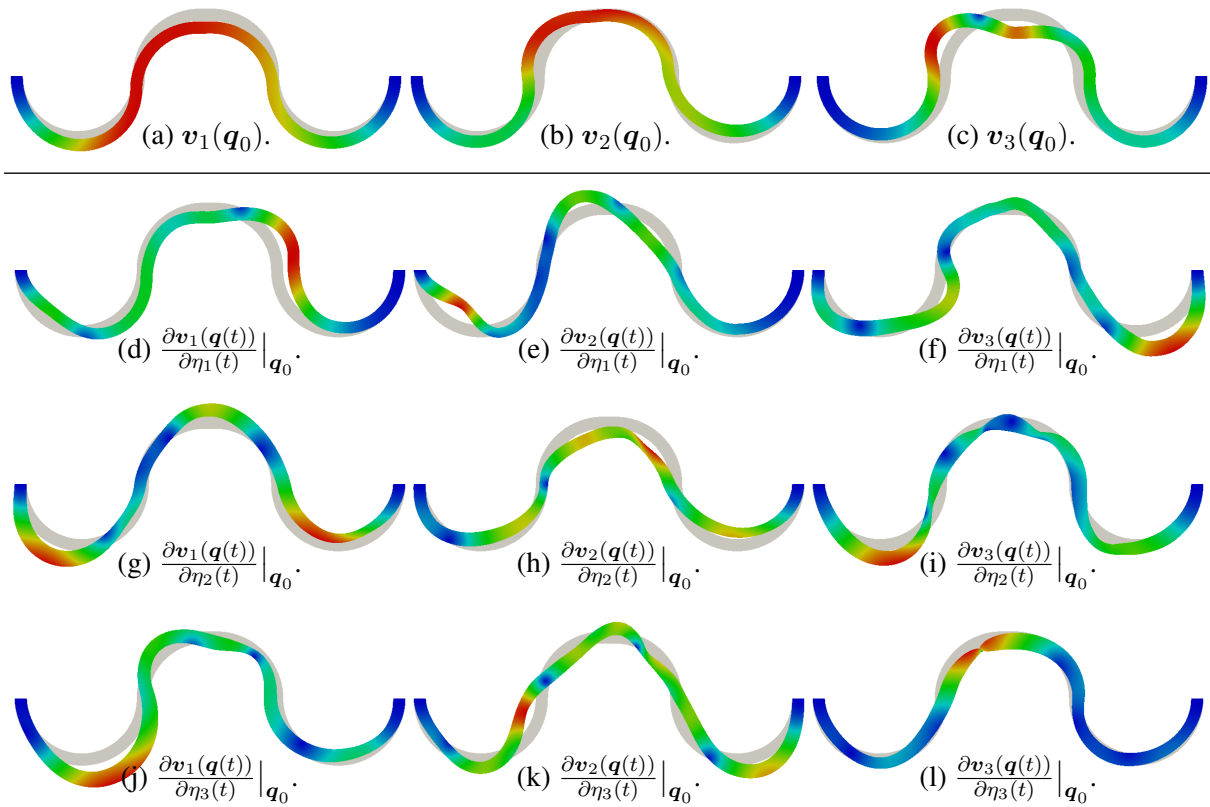 (a) 𝒗₁(𝒒₀). (b) 𝒗₂(𝒒₀). (c) 𝒗₃(𝒒₀).
(d) ∂𝒗₁(𝒒(t))/∂η₁(t)|𝒒₀. (e) ∂𝒗₂(𝒒(t))/∂η₁(t)|𝒒₀. (f) ∂𝒗₃(𝒒(t))/∂η₁(t)|𝒒₀.
(g) ∂𝒗₁(𝒒(t))/∂η₂(t)|𝒒₀. (h) ∂𝒗₂(𝒒(t))/∂η₂(t)|𝒒₀. (i) ∂𝒗₃(𝒒(t))/∂η₂(t)|𝒒₀.
(j) ∂𝒗₁(𝒒(t))/∂η₃(t)|𝒒₀. (k) ∂𝒗₂(𝒒(t))/∂η₃(t)|𝒒₀. (l) ∂𝒗₃(𝒒(t))/∂η₃(t)|𝒒₀.